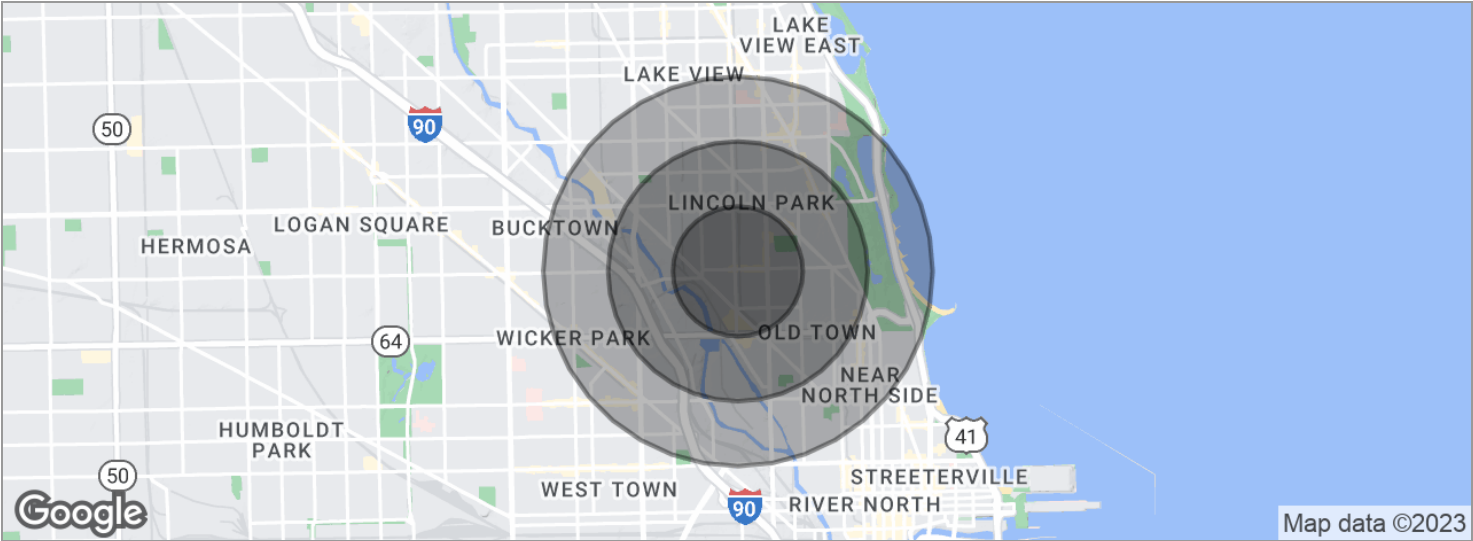 LAKE
VIEW EAST
LAKE VIEW
90
50
LINCOLN PARK
LOGAN SQUARE
BUCKTOWN
HERMOSA
64
WICKER PARK
OLD TOWN
NEAR
NORTH SIDE
HUMBOLDT
PARK
41
50
STREETERVILLE
WEST TOWN
RIVER NORTH
90
Google
Map data ©2023